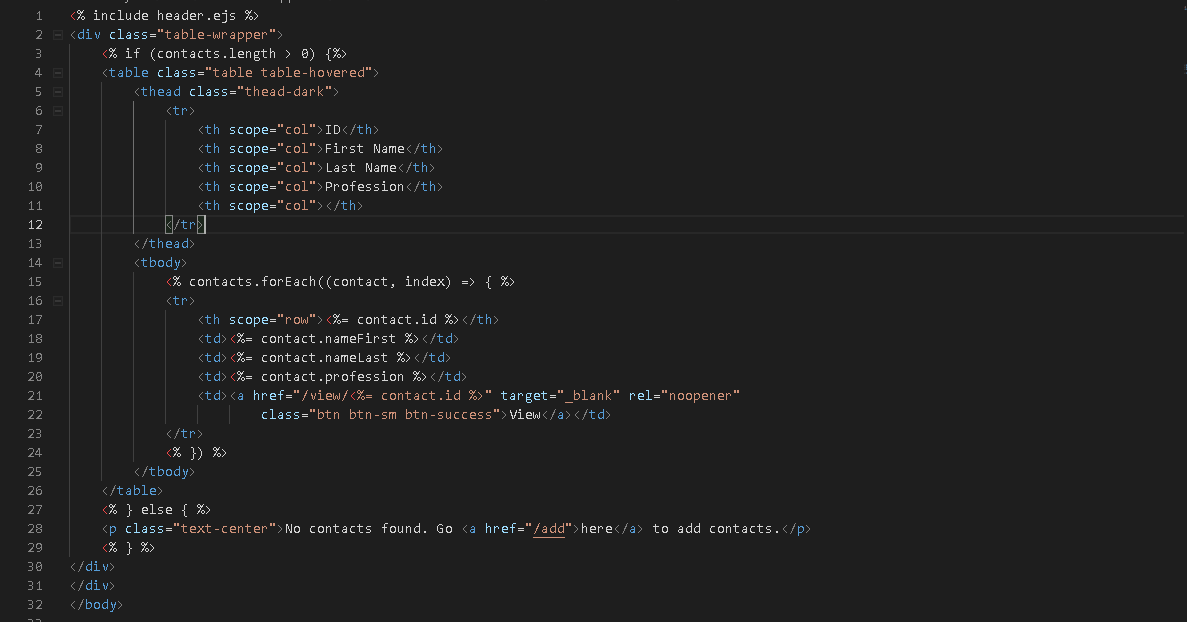 1 <% include header.ejs %>
2 <div class="table-wrapper">
3 <% if (contacts.length > 0) {%>
4 <table class="table table-hovered">
5 <thead class="thead-dark">
6 <tr>
7 <th scope="col">ID</th>
8 <th scope="col">First Name</th>
9 <th scope="col">Last Name</th>
10 <th scope="col">Profession</th>
11 <th scope="col"></th>
12 </tr>
13 </thead>
14 <tbody>
15 <% contacts.forEach((contact, index) => { %>
16 <tr>
17 <th scope="row"><%= contact.id %></th>
18 <td><%= contact.nameFirst %></td>
19 <td><%= contact.nameLast %></td>
20 <td><%= contact.profession %></td>
21 <td><a href="/view/<%= contact.id %>" target="_blank" rel="noopener"
22 class="btn btn-sm btn-success">View</a></td>
23 </tr>
24 <% }) %>
25 </tbody>
26 </table>
27 <% } else { %>
28 <p class="text-center">No contacts found. Go <a href="/add">here</a> to add contacts.</p>
29 <% } %>
30 </div>
31 </div>
32 </body>